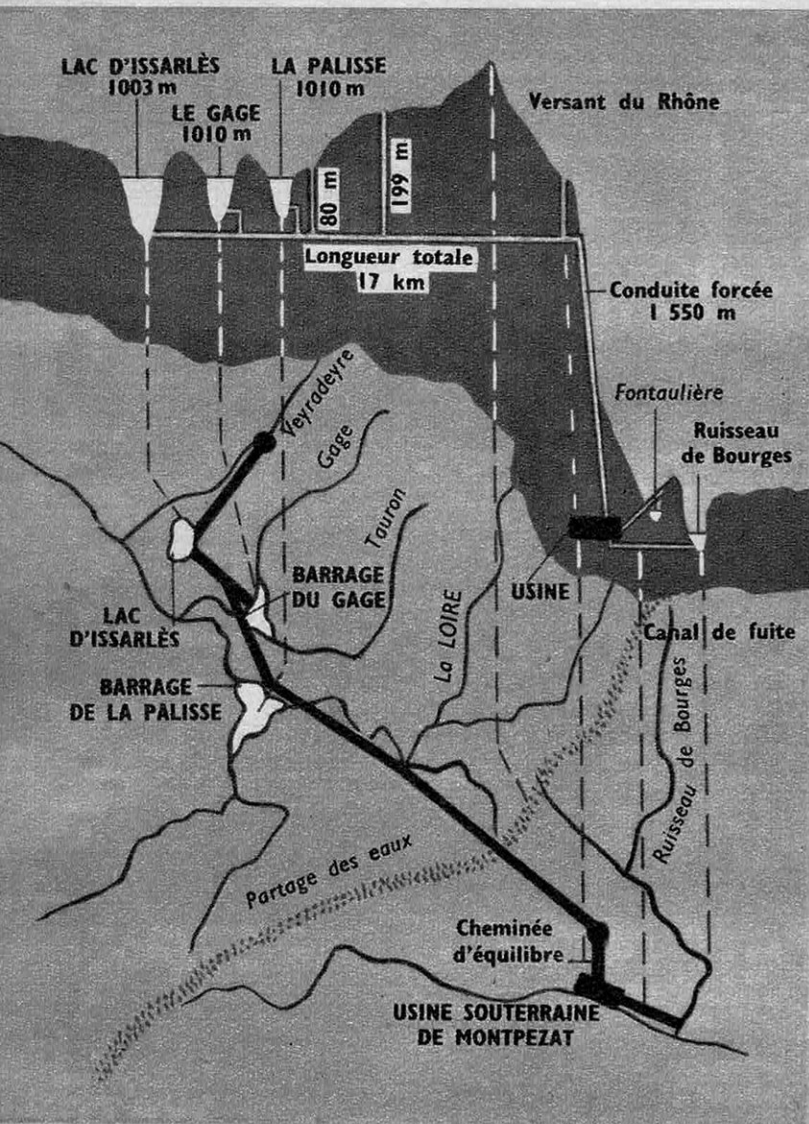 LAC D'ISSARLÈS
1003 m
LE GAGE
1010 m
LA PALISSE
1010 m
Versant du Rhône
80 m
199 m
Longueur totale
17 km
Conduite forcée
1 550 m
Fontaulière
Ruisseau
de Bourges
USINE
Canal de fuite
Veyradeyre
Gage
Tauron
La LOIRE
BARRAGE
DU GAGE
LAC
D'ISSARLÈS
BARRAGE
DE LA PALISSE
Ruisseau de Bourges
Partage des eaux
Cheminée
d'équilibre
USINE SOUTERRAINE
DE MONTPEZAT